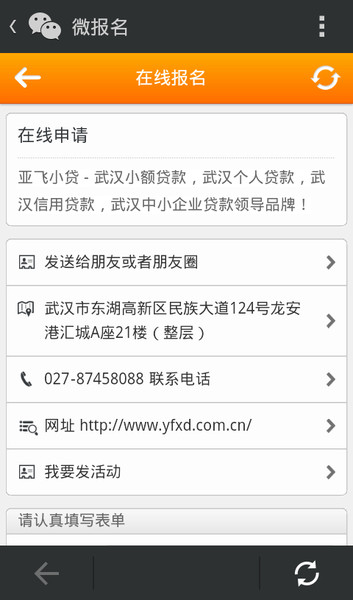 微报名
在线报名
在线申请
亚飞小贷 - 武汉小额贷款，武汉个人贷款，武
汉信用贷款，武汉中小企业贷款领导品牌！
发送给朋友或者朋友圈
武汉市东湖高新区民族大道124号龙安
港汇城A座21楼（整层）
027-87458088 联系电话
网址 http://www.yfxd.com.cn/
我要发活动
请认真填写表单